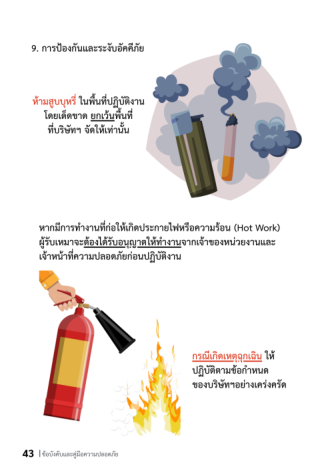 9. การป้องกันและระงับอัคคีภัย
ห้ามสูบบุหรี่ ในพื้นที่ปฏิบัติงาน
โดยเด็ดขาด ยกเว้นพื้นที่
ที่บริษัทฯ จัดให้เท่านั้น
หากมีการทำงานที่ก่อให้เกิดประกายไฟหรือความร้อน (Hot Work)
ผู้รับเหมาจะต้องได้รับอนุญาตให้ทำงานจากเจ้าของหน่วยงานและ
เจ้าหน้าที่ความปลอดภัยก่อนปฏิบัติงาน
กรณีเกิดเหตุฉุกเฉิน ให้
ปฏิบัติตามข้อกำหนด
ของบริษัทฯอย่างเคร่งครัด
43 | ข้อบังคับและคู่มือความปลอดภัย